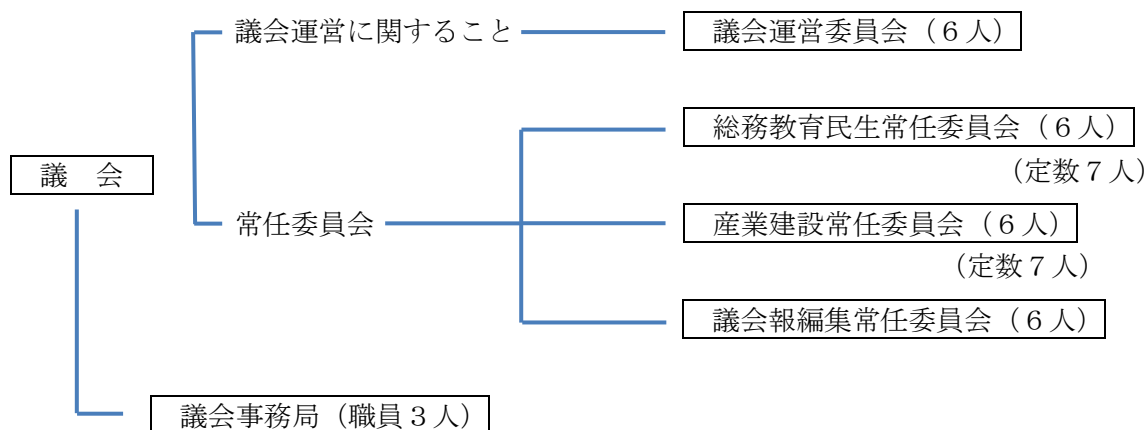 議会運営に関すること
議会運営委員会（６人）
総務教育民生常任委員会（６人）
（定数７人）
議　会
常任委員会
産業建設常任委員会（６人）
（定数７人）
議会報編集常任委員会（６人）
議会事務局（職員３人）